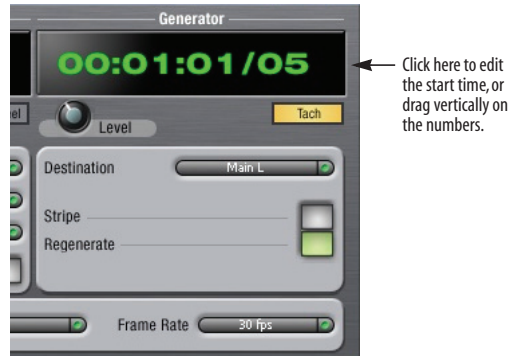 Generator
00:01:01/05
Click here to edit
the start time, or
drag vertically on
the numbers.
el
Level
Tach
Destination
Main L
Stripe
Regenerate
Frame Rate
30 fps